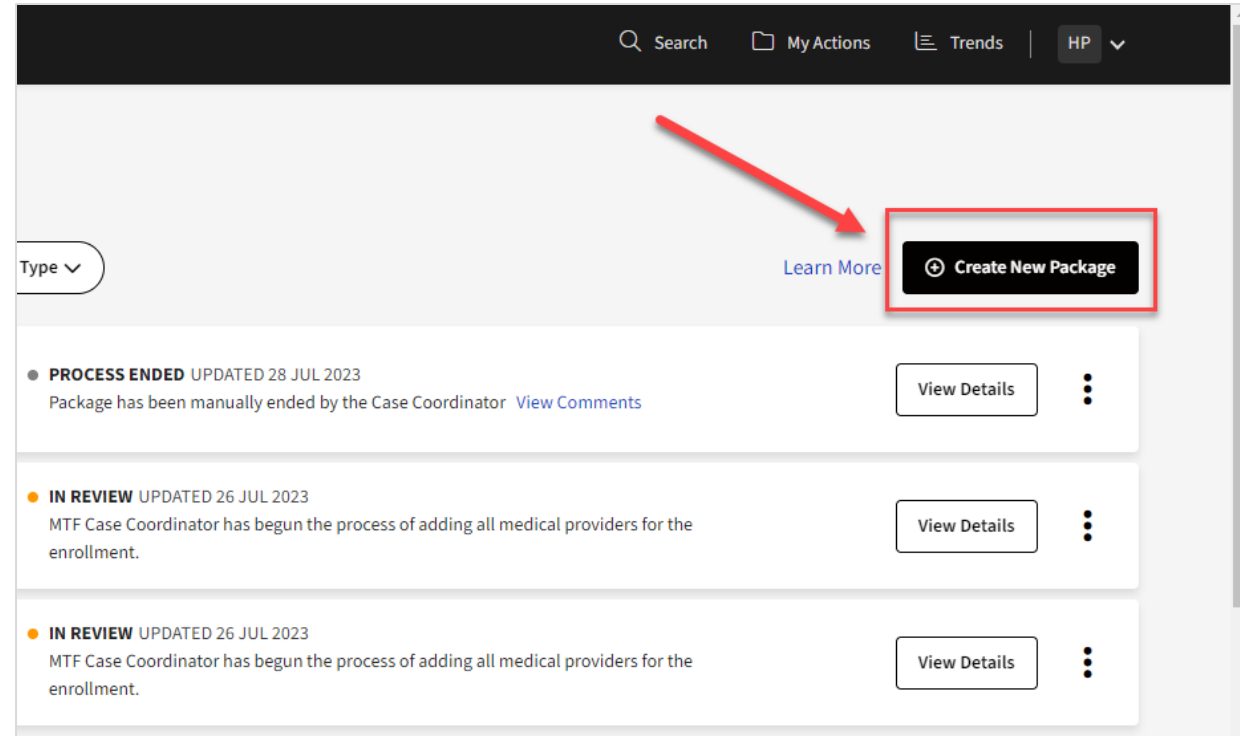 Search My Actions Trends HP
Type
Learn More Create New Package
PROCESS ENDED UPDATED 28 JUL 2023
Package has been manually ended by the Case Coordinator View Comments
View Details
IN REVIEW UPDATED 26 JUL 2023
MTF Case Coordinator has begun the process of adding all medical providers for the
enrollment.
View Details
IN REVIEW UPDATED 26 JUL 2023
MTF Case Coordinator has begun the process of adding all medical providers for the
enrollment.
View Details